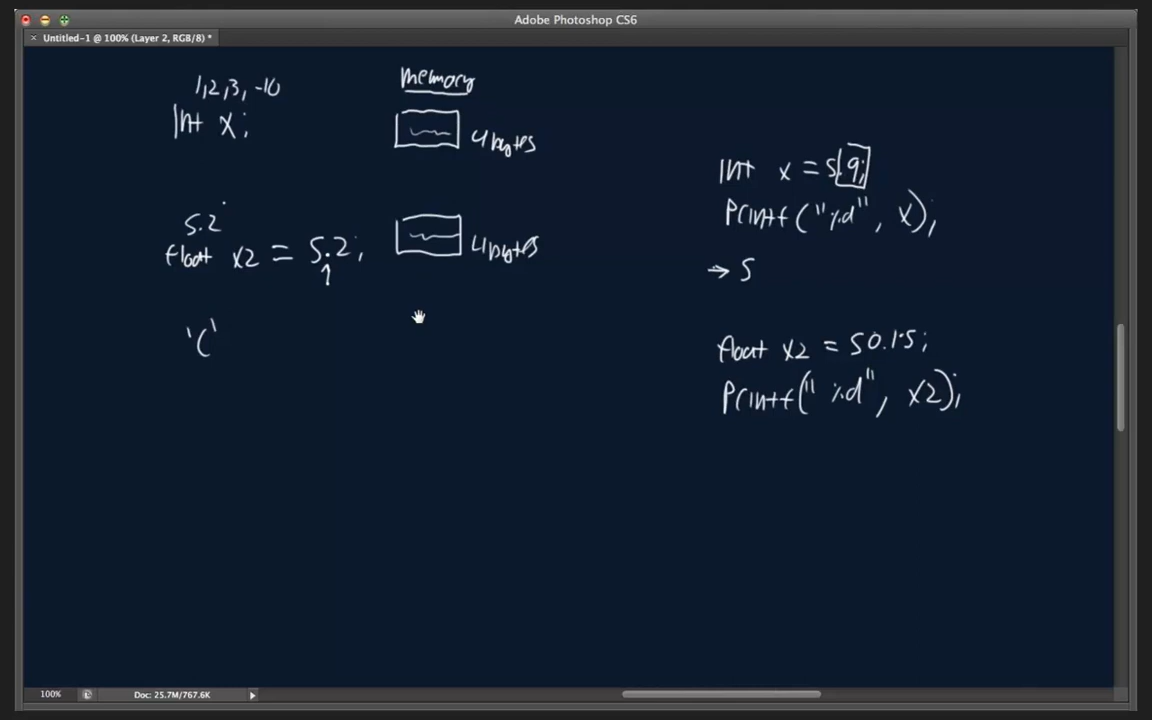 Adobe Photoshop CS6
× Untitled-1 @ 100% (Layer 2, RGB/8) *
1,2,3, -10
Int x;
memory
4 bytes
5.2
float x2 = 5.2;
4 bytes
'C'
Int x = 5.9;
Printf("%d", x);
→ 5
float x2 = 50.15;
Printf("%d", x2);
100%
Doc: 25.7M/767.6K